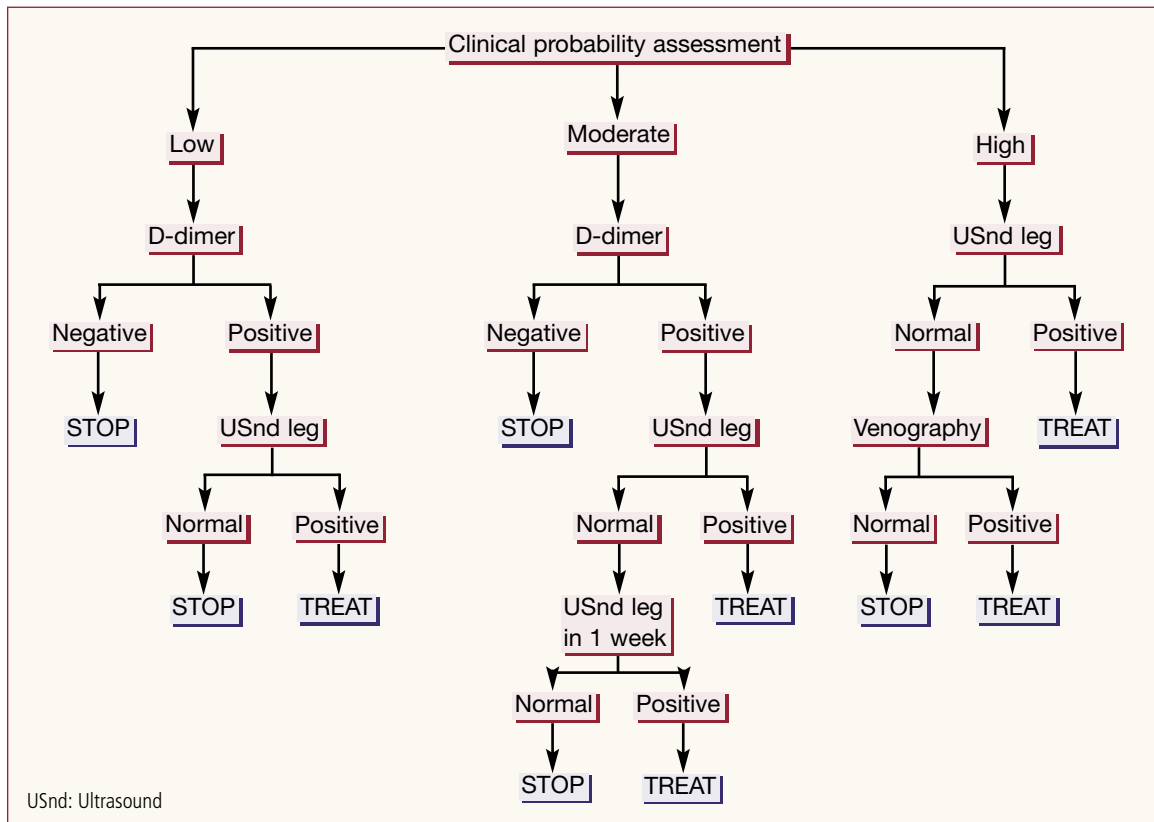 Clinical probability assessment
Low
Moderate
High
D-dimer
D-dimer
USnd leg
Negative
Positive
Negative
Positive
Normal
Positive
STOP
USnd leg
STOP
USnd leg
Venography
TREAT
Normal
Positive
Normal
Positive
Normal
Positive
STOP
TREAT
USnd leg
in 1 week
TREAT
STOP
TREAT
Normal
Positive
STOP
TREAT
USnd: Ultrasound